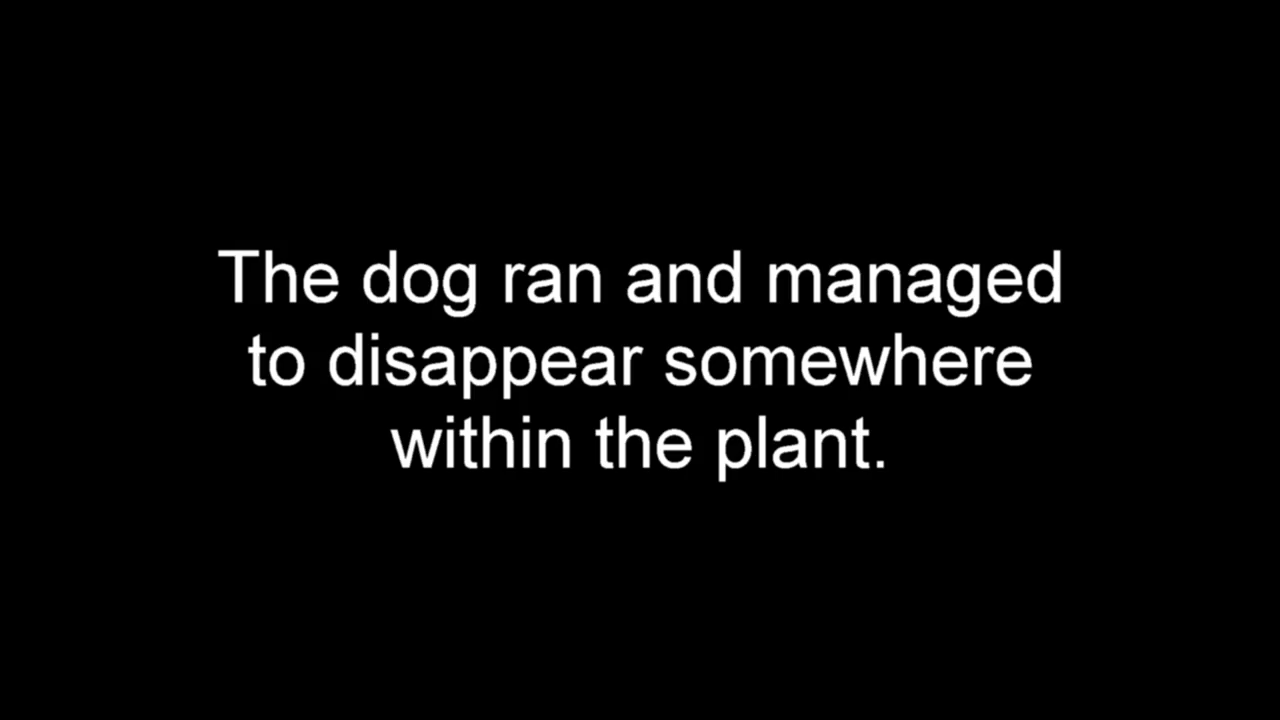 The dog ran and managed
to disappear somewhere
within the plant.